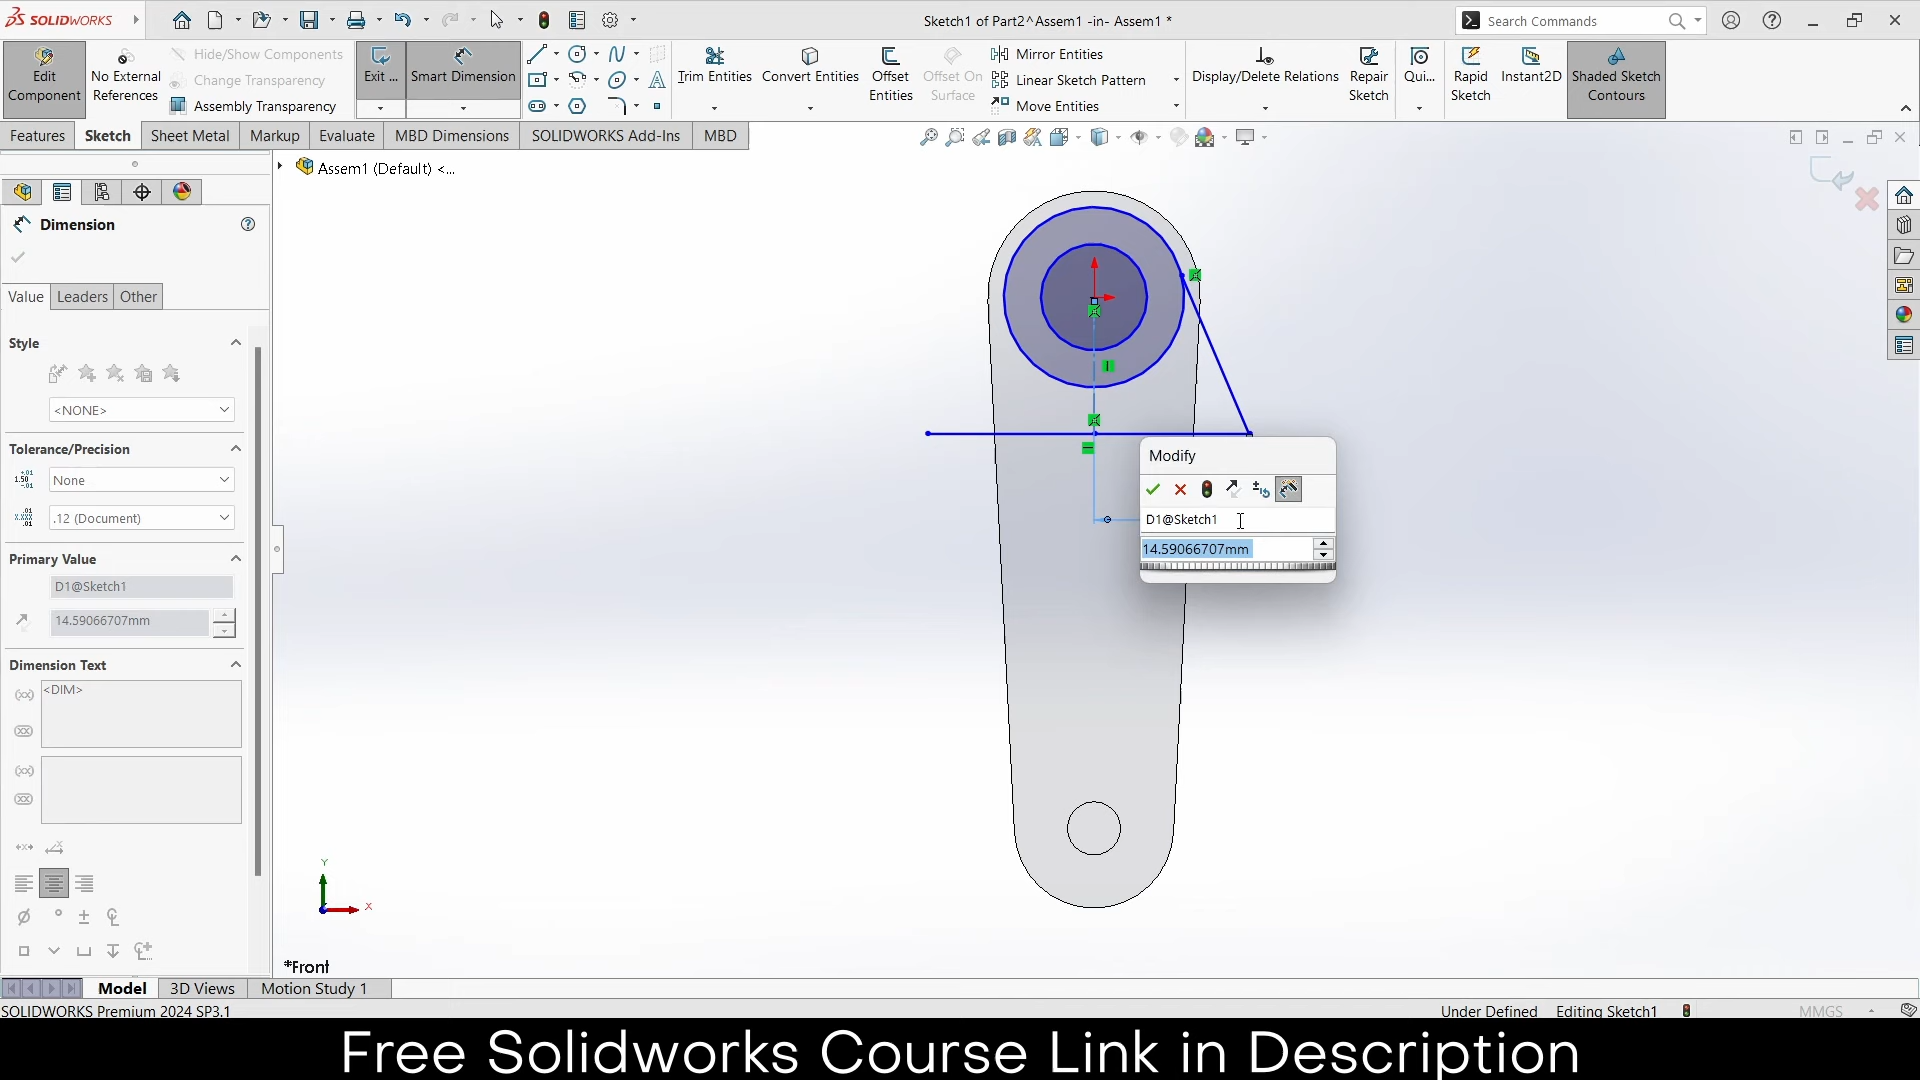 SOLIDWORKS
Sketch1 of Part2^Assem1 -in- Assem1 *
Search Commands
Edit Component
No External References
Hide/Show Components
Change Transparency
Assembly Transparency
Exit ...
Smart Dimension
Trim Entities
Convert Entities
Offset Entities
Offset On Surface
Mirror Entities
Linear Sketch Pattern
Move Entities
Display/Delete Relations
Repair Sketch
Qui...
Rapid Sketch
Instant2D
Shaded Sketch Contours
Features
Sketch
Sheet Metal
Markup
Evaluate
MBD Dimensions
SOLIDWORKS Add-Ins
MBD
Assem1 (Default) <...
Dimension
Value
Leaders
Other
Style
<NONE>
Tolerance/Precision
None
.12 (Document)
Primary Value
D1@Sketch1
14.59066707mm
Dimension Text
<DIM>
Modify
D1@Sketch1
14.59066707mm
Y
X
*Front
Model
3D Views
Motion Study 1
SOLIDWORKS Premium 2024 SP3.1
Under Defined
Editing Sketch1
MMGS
Free Solidworks Course Link in Description